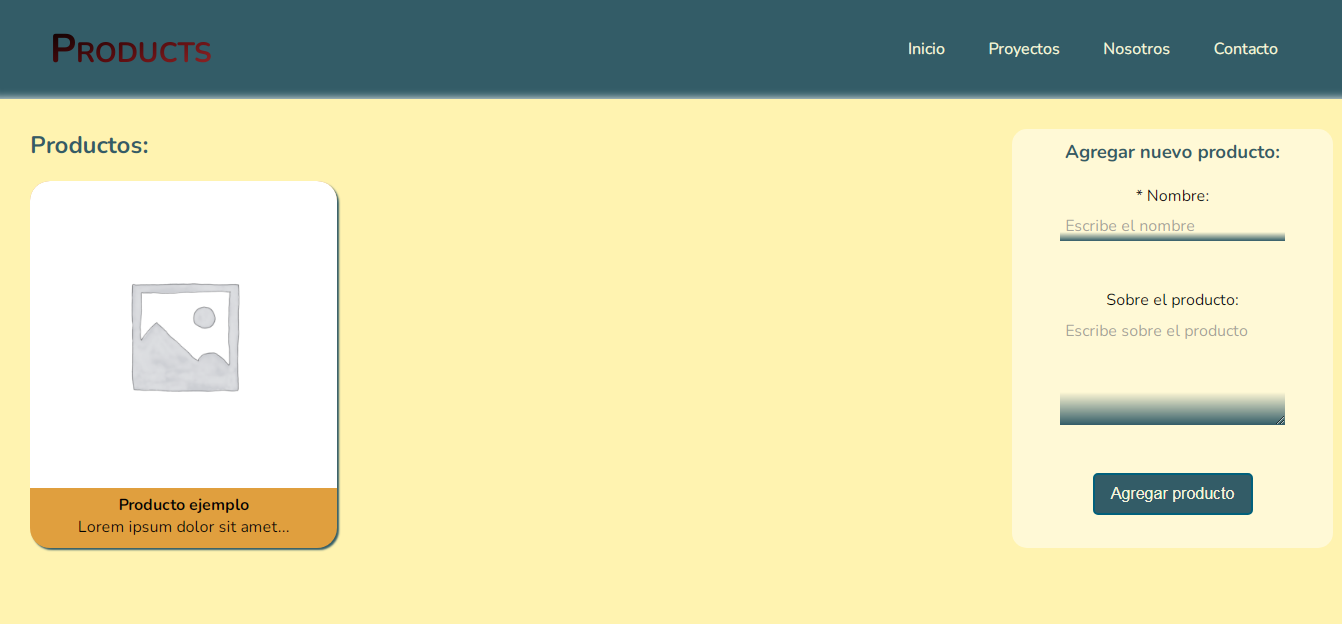 Products
Inicio Proyectos Nosotros Contacto
Productos:
Producto ejemplo
Lorem ipsum dolor sit amet...
Agregar nuevo producto:
* Nombre:
Escribe el nombre
Sobre el producto:
Escribe sobre el producto
Agregar producto